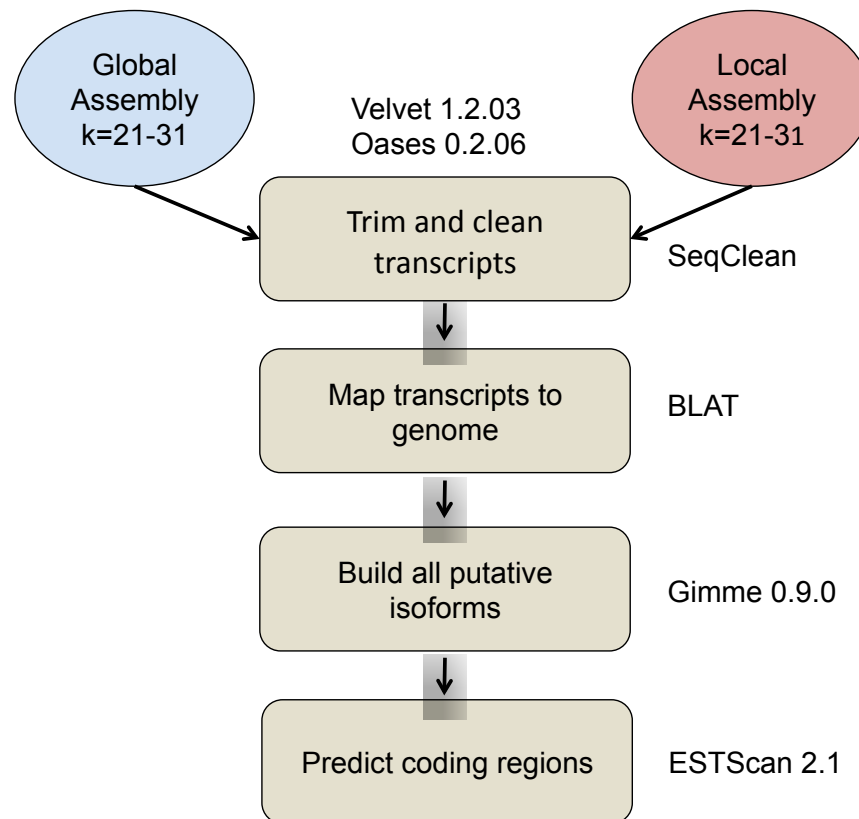 Global
Assembly
k=21-31
Velvet 1.2.03
Oases 0.2.06
Local
Assembly
k=21-31
Trim and clean
transcripts
SeqClean
Map transcripts to
genome
BLAT
Build all putative
isoforms
Gimme 0.9.0
Predict coding regions
ESTScan 2.1